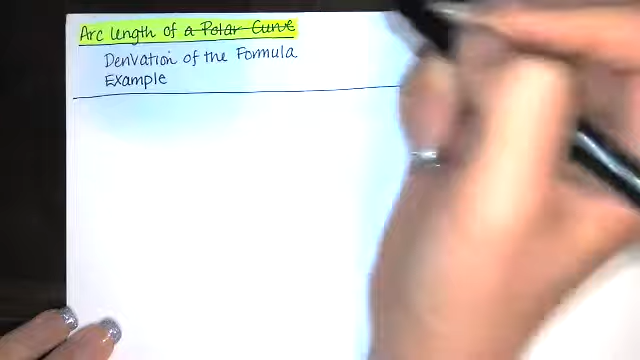 Arc length of a Polar Curve
Derivation of the Formula
Example